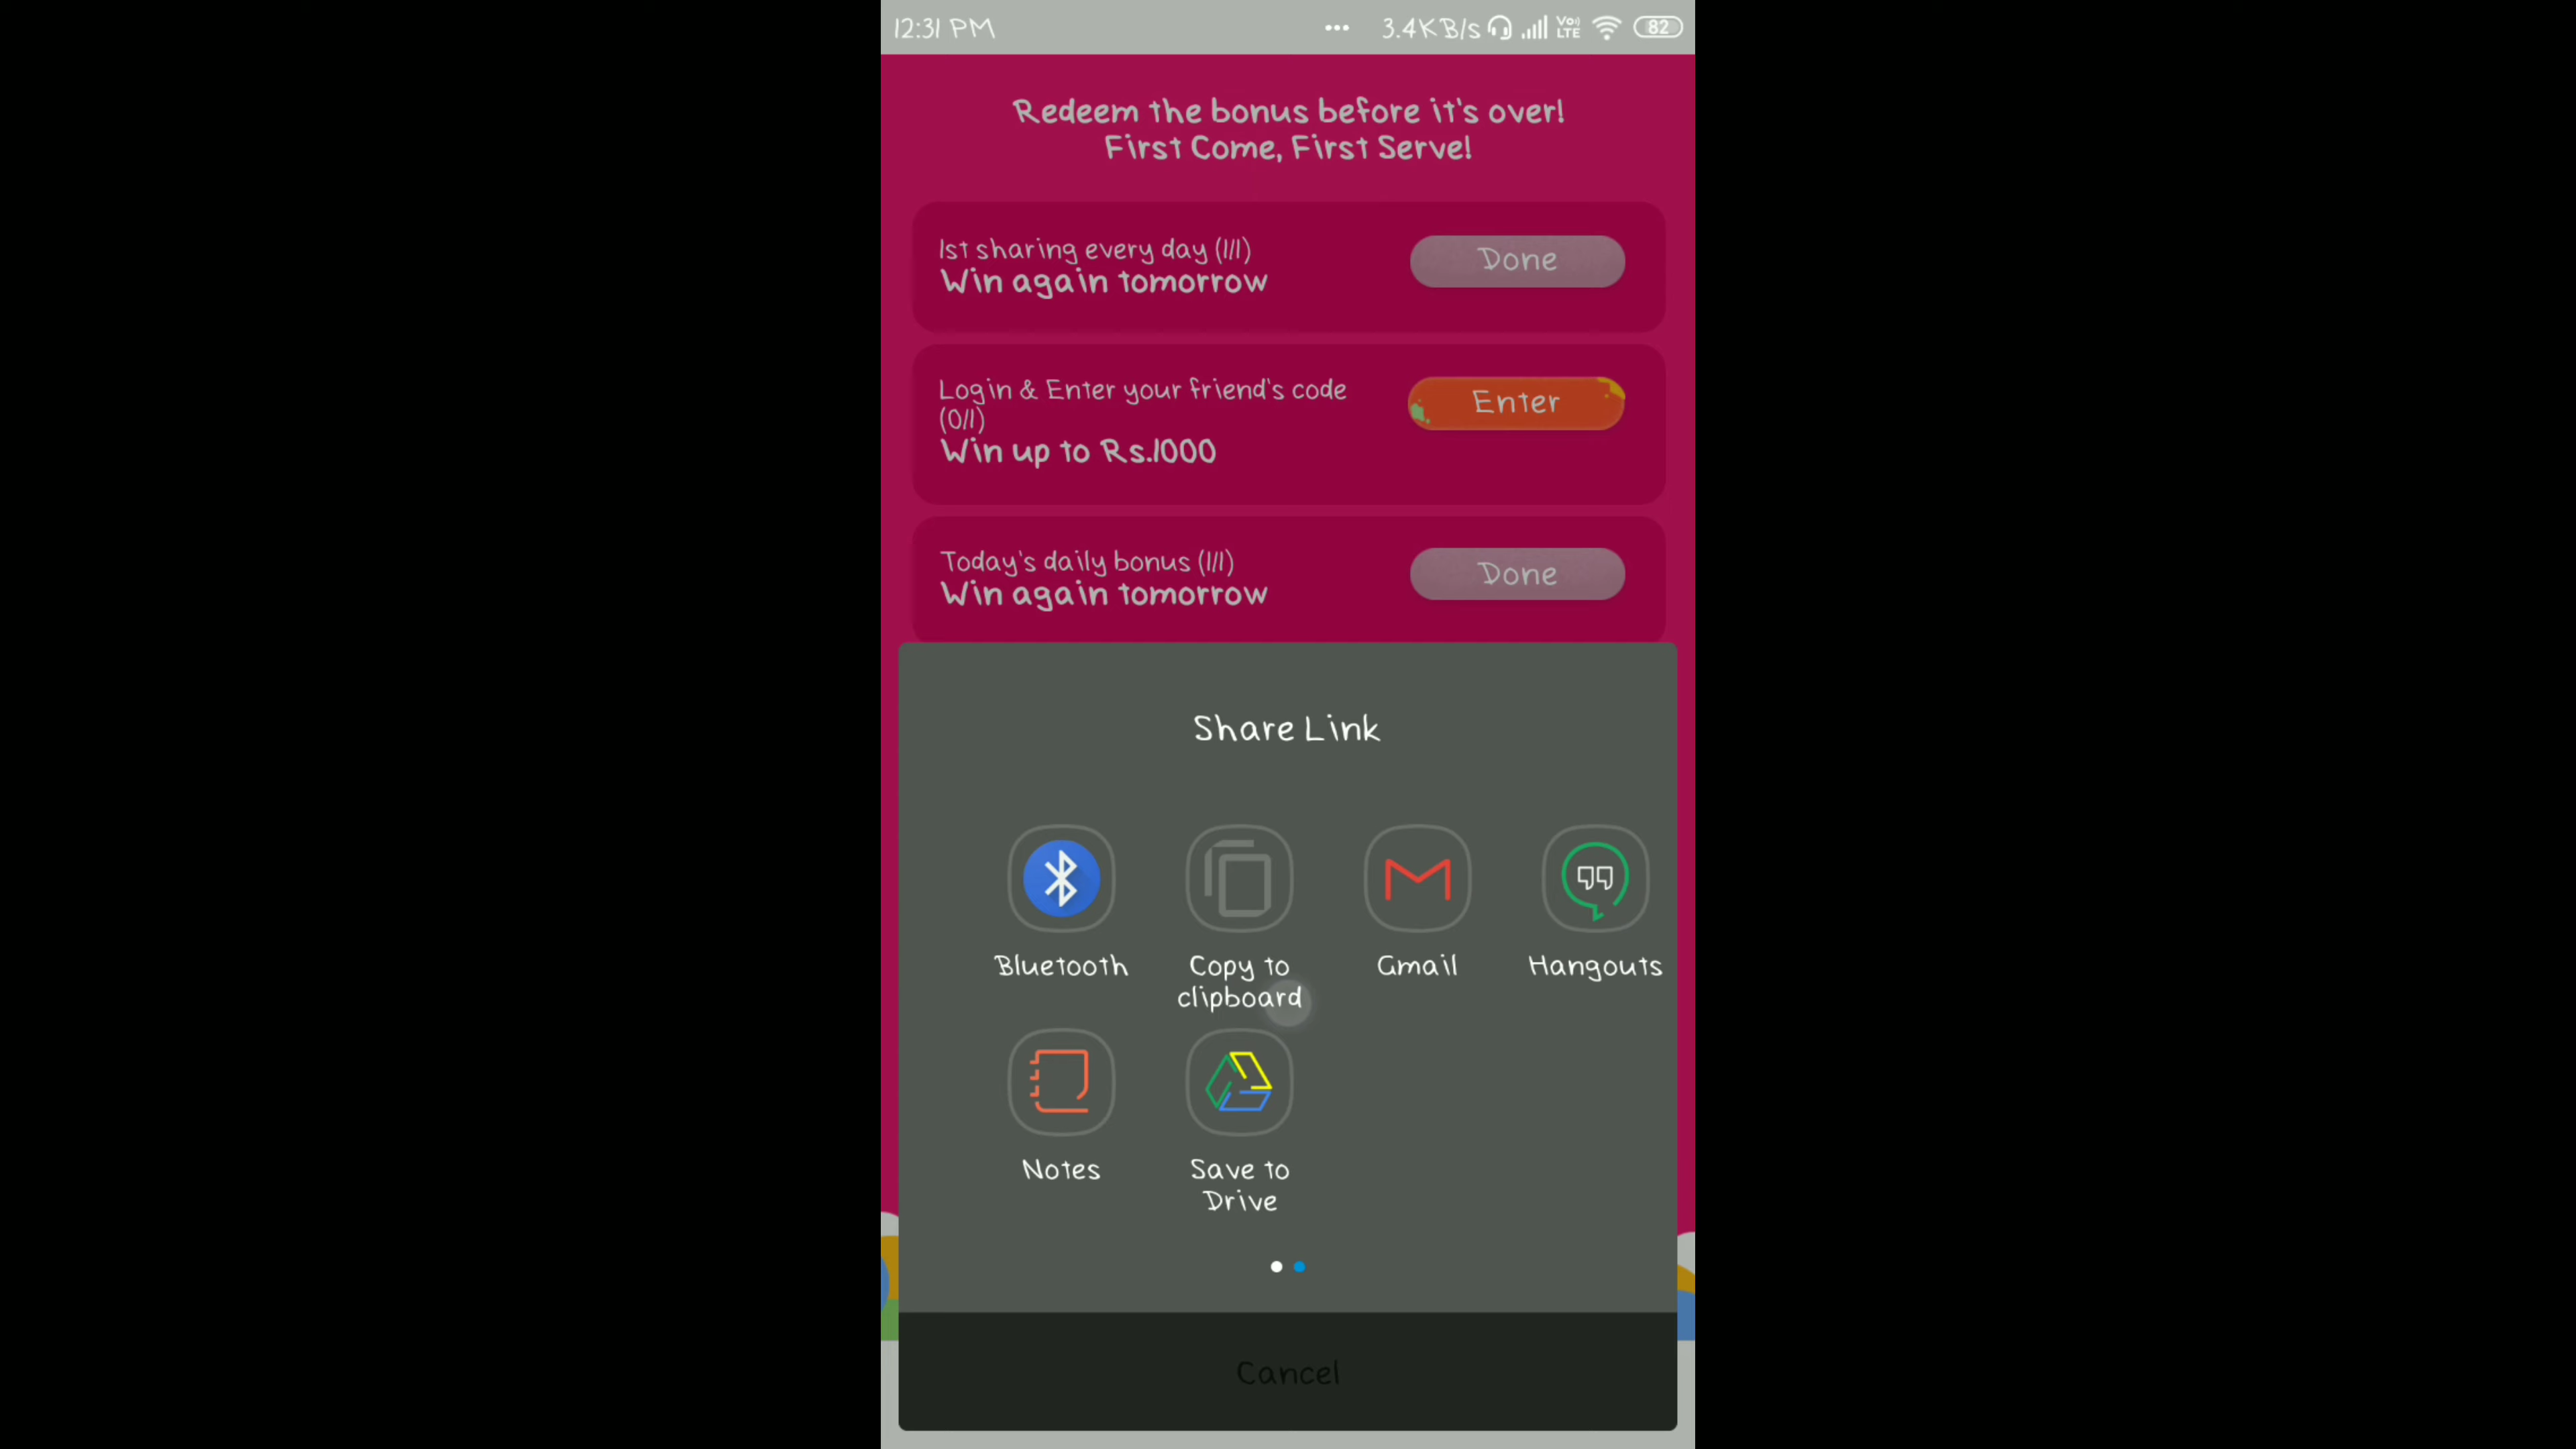 12:31 PM
3.4KB/s
Vo))
LTE
82
Redeem the bonus before it's over!
First Come, First Serve!
1st sharing every day (1/1)
Win again tomorrow
Done
Login & Enter your friend's code
(0/1)
Win up to Rs.1000
Enter
Today's daily bonus (1/1)
Win again tomorrow
Done
Share Link
Bluetooth
Copy to
clipboard
Gmail
Hangouts
Notes
Save to
Drive
Cancel